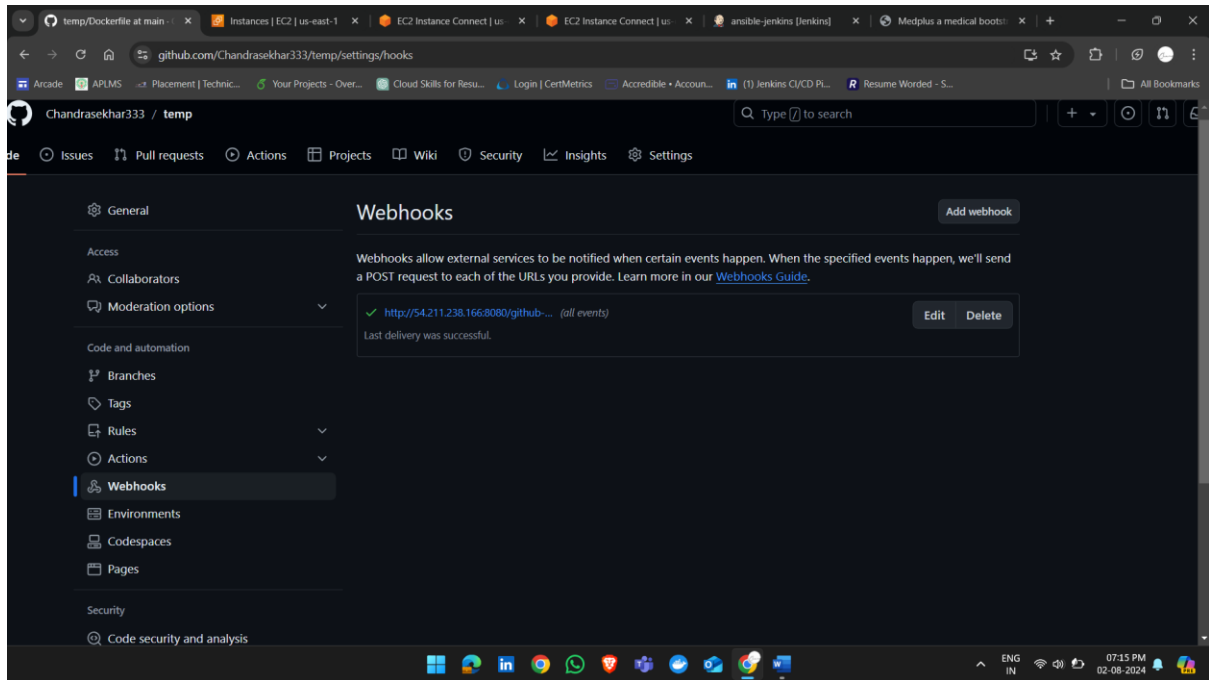 temp/Dockerfile at main ·
Instances | EC2 | us-east-1
EC2 Instance Connect | us-
EC2 Instance Connect | us-
ansible-jenkins [Jenkins]
Medplus a medical bootst
github.com/Chandrasekhar333/temp/settings/hooks
Arcade
APLMS
Placement | Technic...
Your Projects - Over...
Cloud Skills for Resu...
Login | CertMetrics
Accredible • Accoun...
(1) Jenkins CI/CD Pi...
Resume Worded - S...
All Bookmarks
Chandrasekhar333 / temp
Type / to search
de
Issues
Pull requests
Actions
Projects
Wiki
Security
Insights
Settings
General
Access
Collaborators
Moderation options
Code and automation
Branches
Tags
Rules
Actions
Webhooks
Environments
Codespaces
Pages
Security
Code security and analysis
Webhooks
Add webhook
Webhooks allow external services to be notified when certain events happen. When the specified events happen, we'll send
a POST request to each of the URLs you provide. Learn more in our Webhooks Guide.
http://54.211.238.166:8080/github-... (all events)
Edit
Delete
Last delivery was successful.
ENG
IN
07:15 PM
02-08-2024